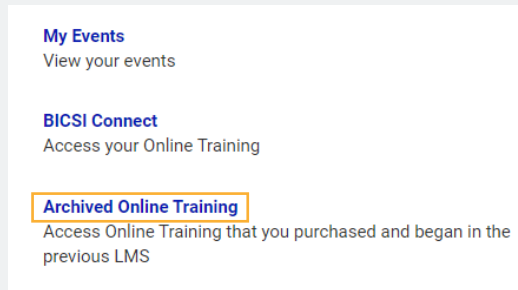 My Events
View your events
BICSI Connect
Access your Online Training
Archived Online Training
Access Online Training that you purchased and began in the
previous LMS